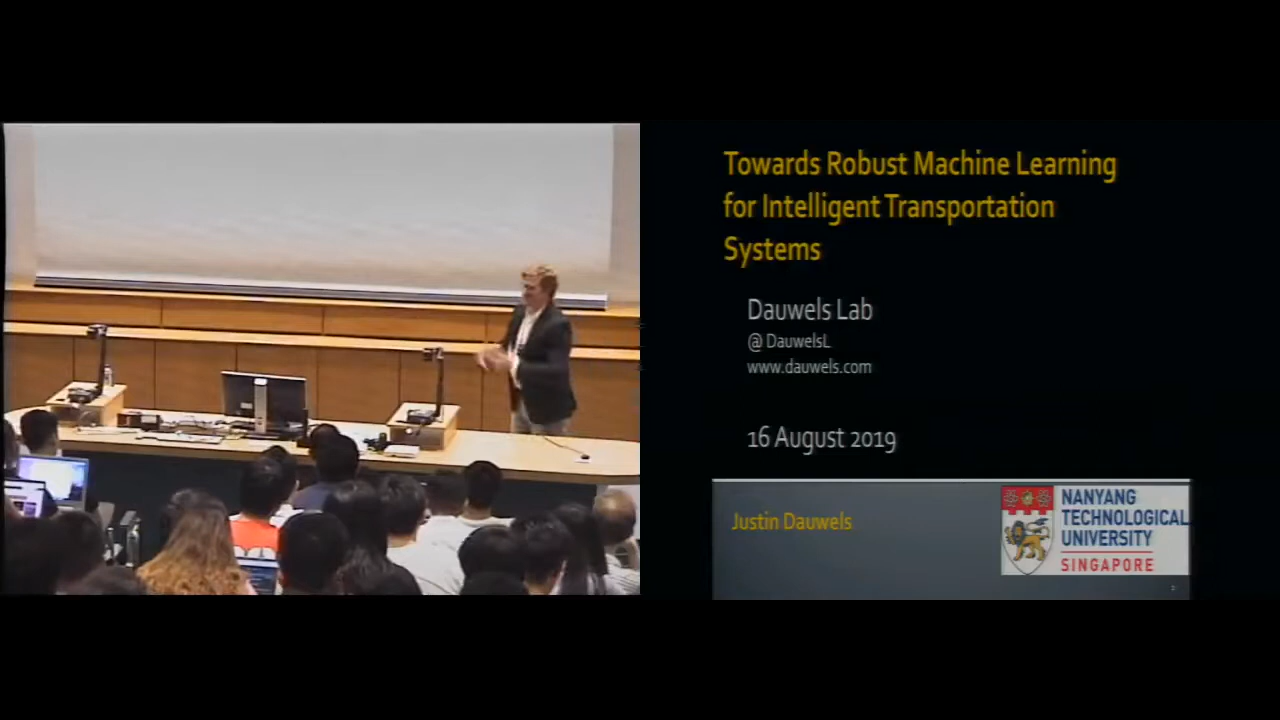 Towards Robust Machine Learning
for Intelligent Transportation
Systems
Dauwels Lab
@ DauwelsL
www.dauwels.com
16 August 2019
Justin Dauwels
NANYANG
TECHNOLOGICAL
UNIVERSITY
SINGAPORE